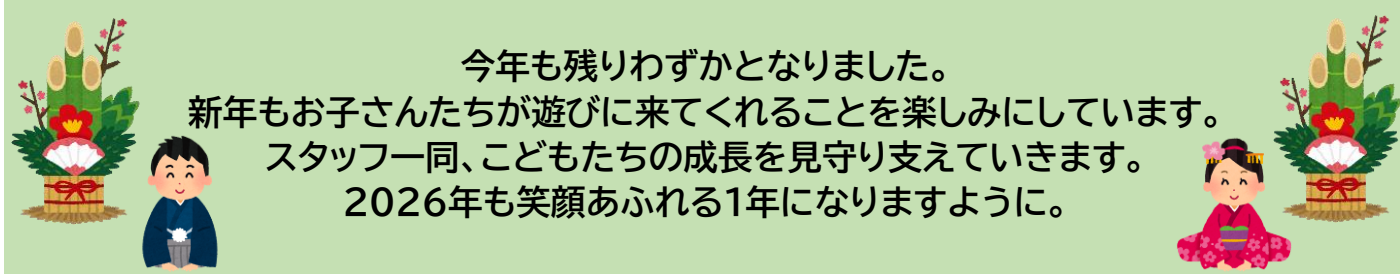 今年も残りわずかとなりました。
新年もお子さんたちが遊びに来てくれることを楽しみにしています。
スタッフ一同、こどもたちの成長を見守り支えていきます。
2026年も笑顔あふれる1年になりますように。